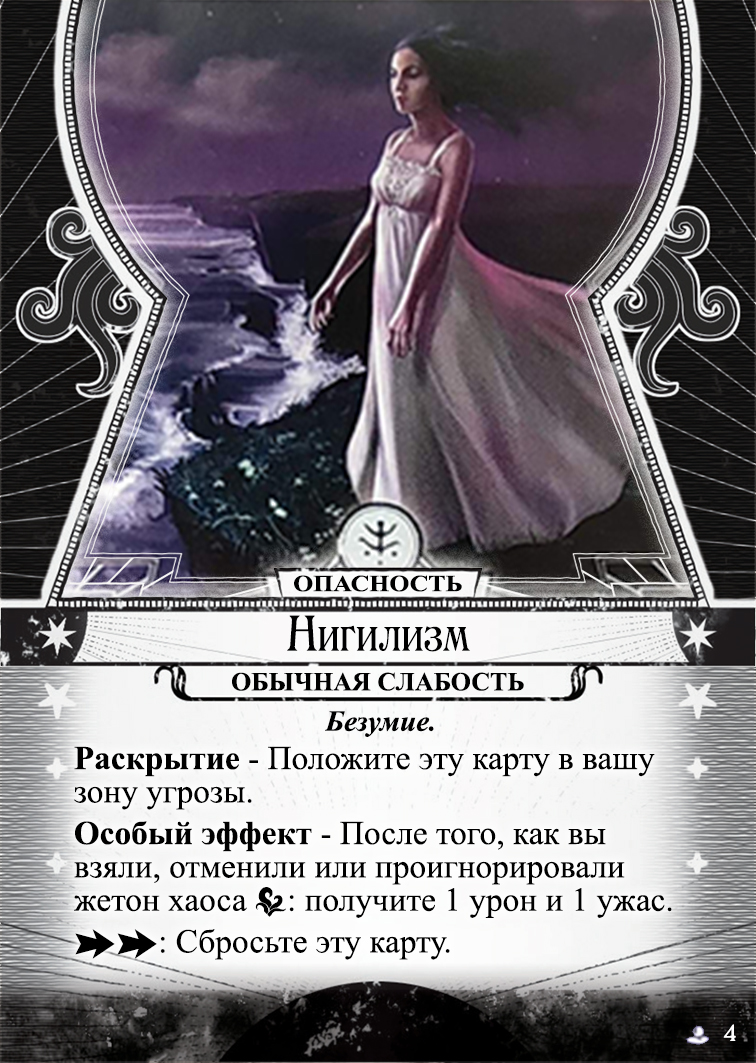 ОПАСНОСТЬ
Нигилизм
ОБЫЧНАЯ СЛАБОСТЬ
Безумие.
Раскрытие - Положите эту карту в вашу
зону угрозы.
Особый эффект - После того, как вы
взяли, отменили или проигнорировали
жетон хаоса : получите 1 урон и 1 ужас.
: Сбросьте эту карту.
4